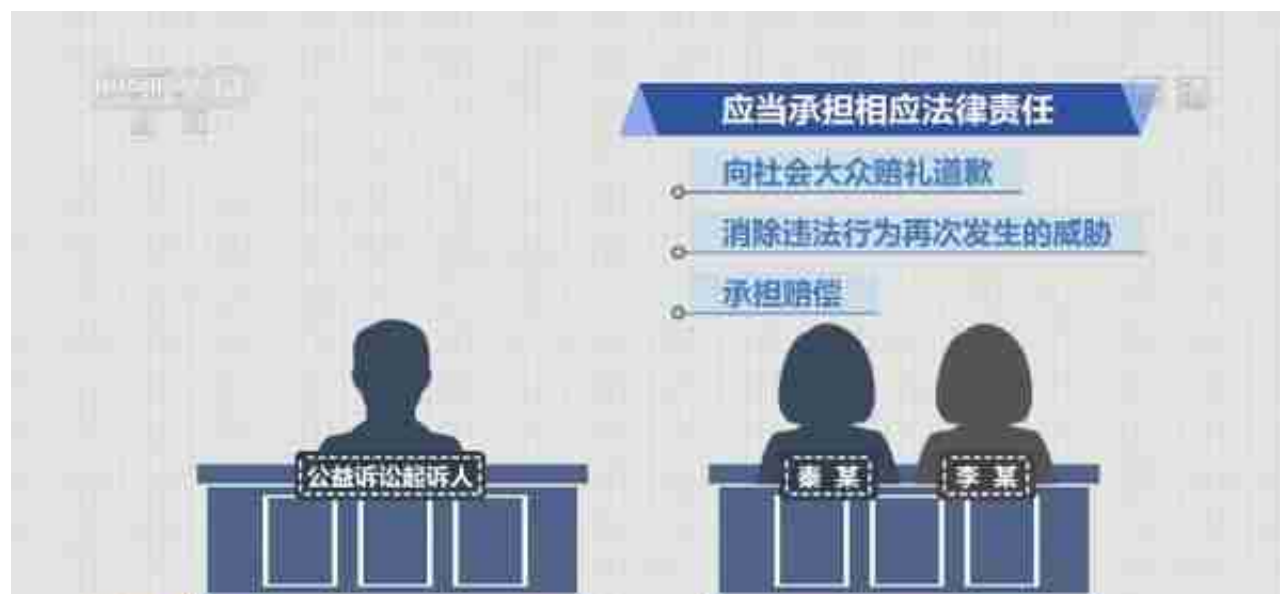 应当承担相应法律责任
向社会大众赔礼道歉
消除违法行为再次发生的威胁
承担赔偿
公益诉讼起诉人
秦 某
李 某